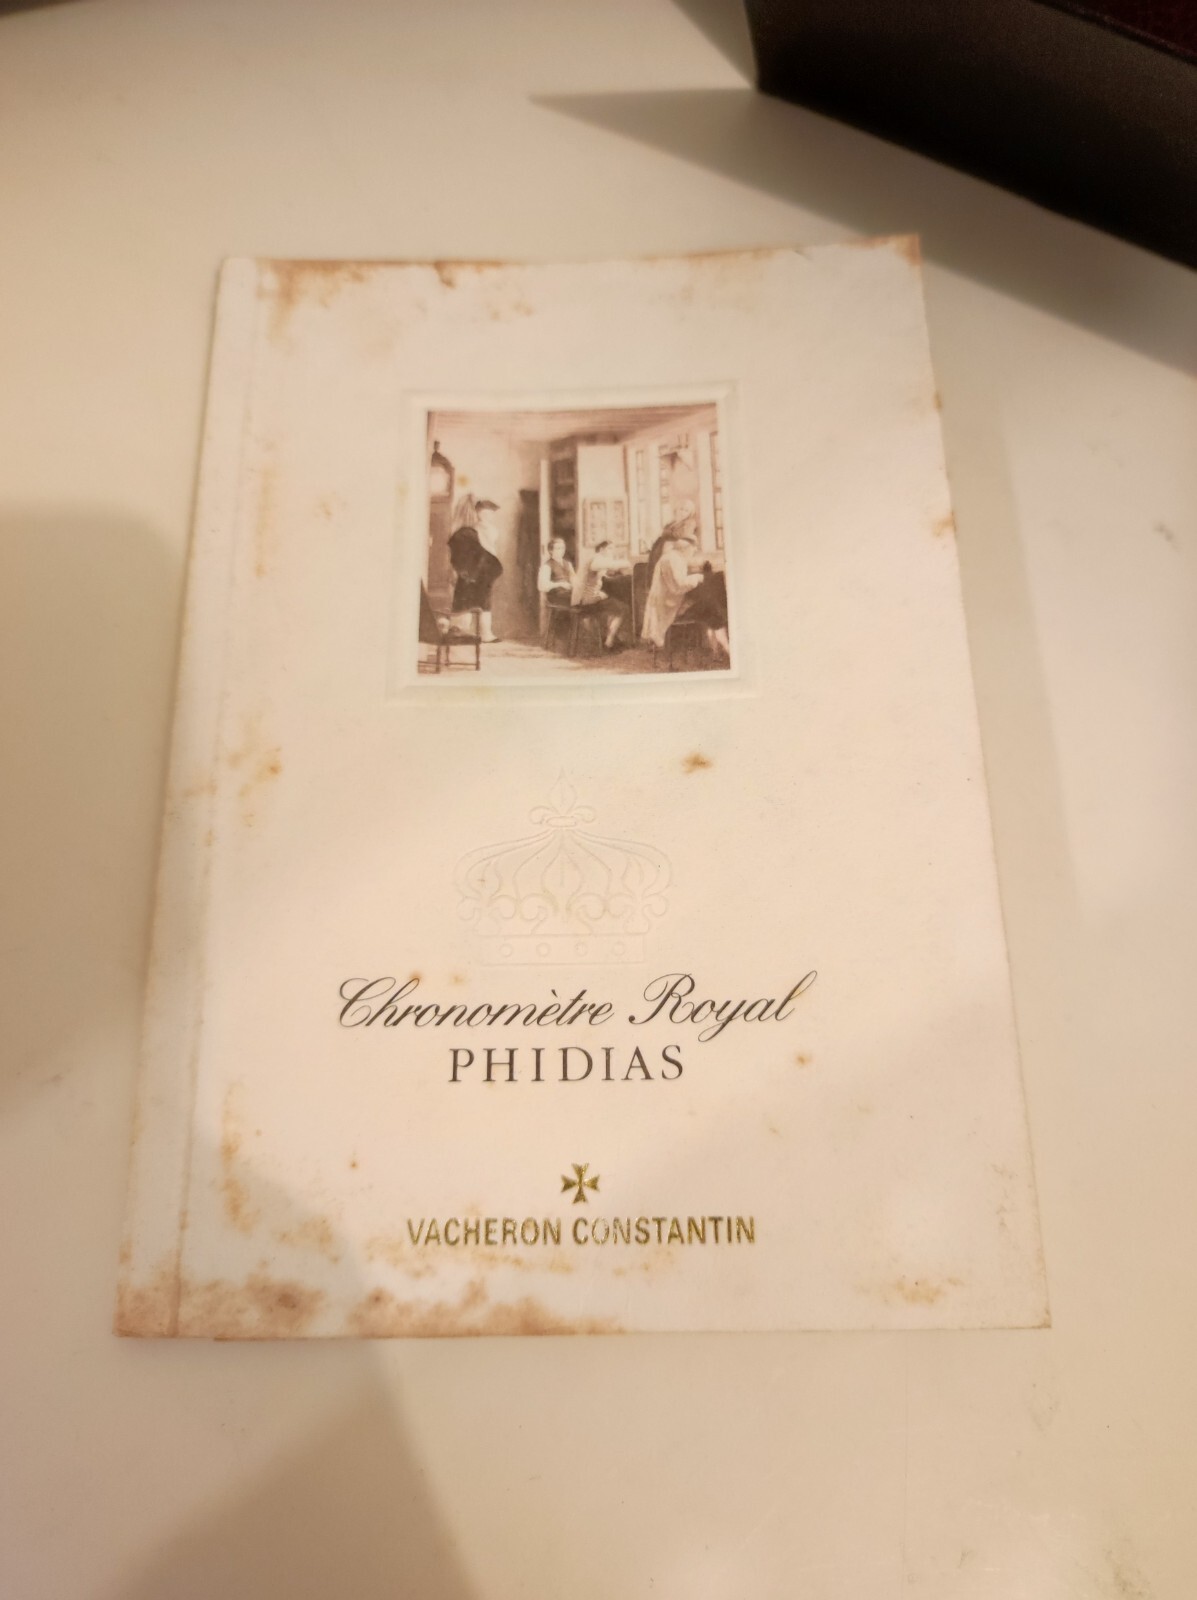 Chronomètre Royal
PHIDIAS
VACHERON CONSTANTIN